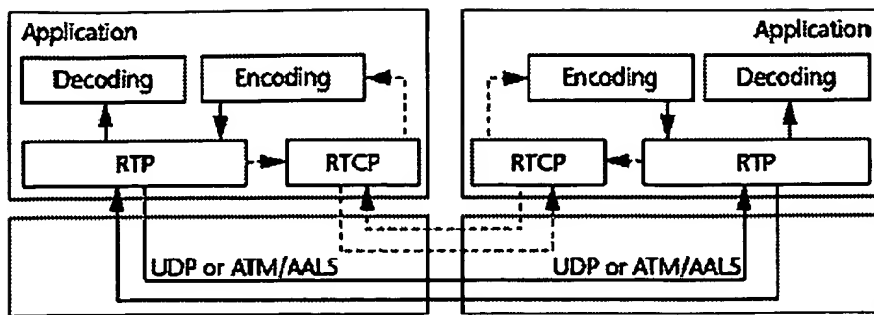 Application
Application
Decoding
Encoding
Encoding
Decoding
RTP
RTCP
RTCP
RTP
UDP or ATM/AAL5
UDP or ATM/AAL5